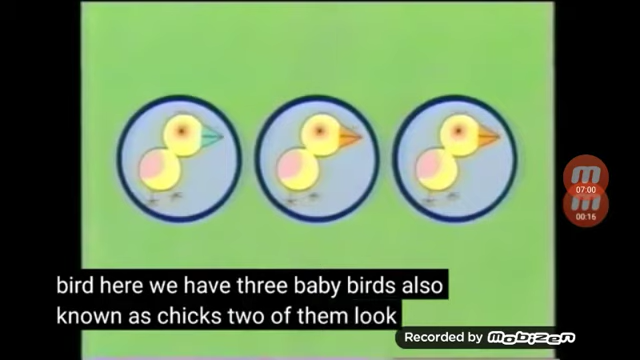 07:00
00:16
bird here we have three baby birds also
known as chicks two of them look
Recorded by mobizen